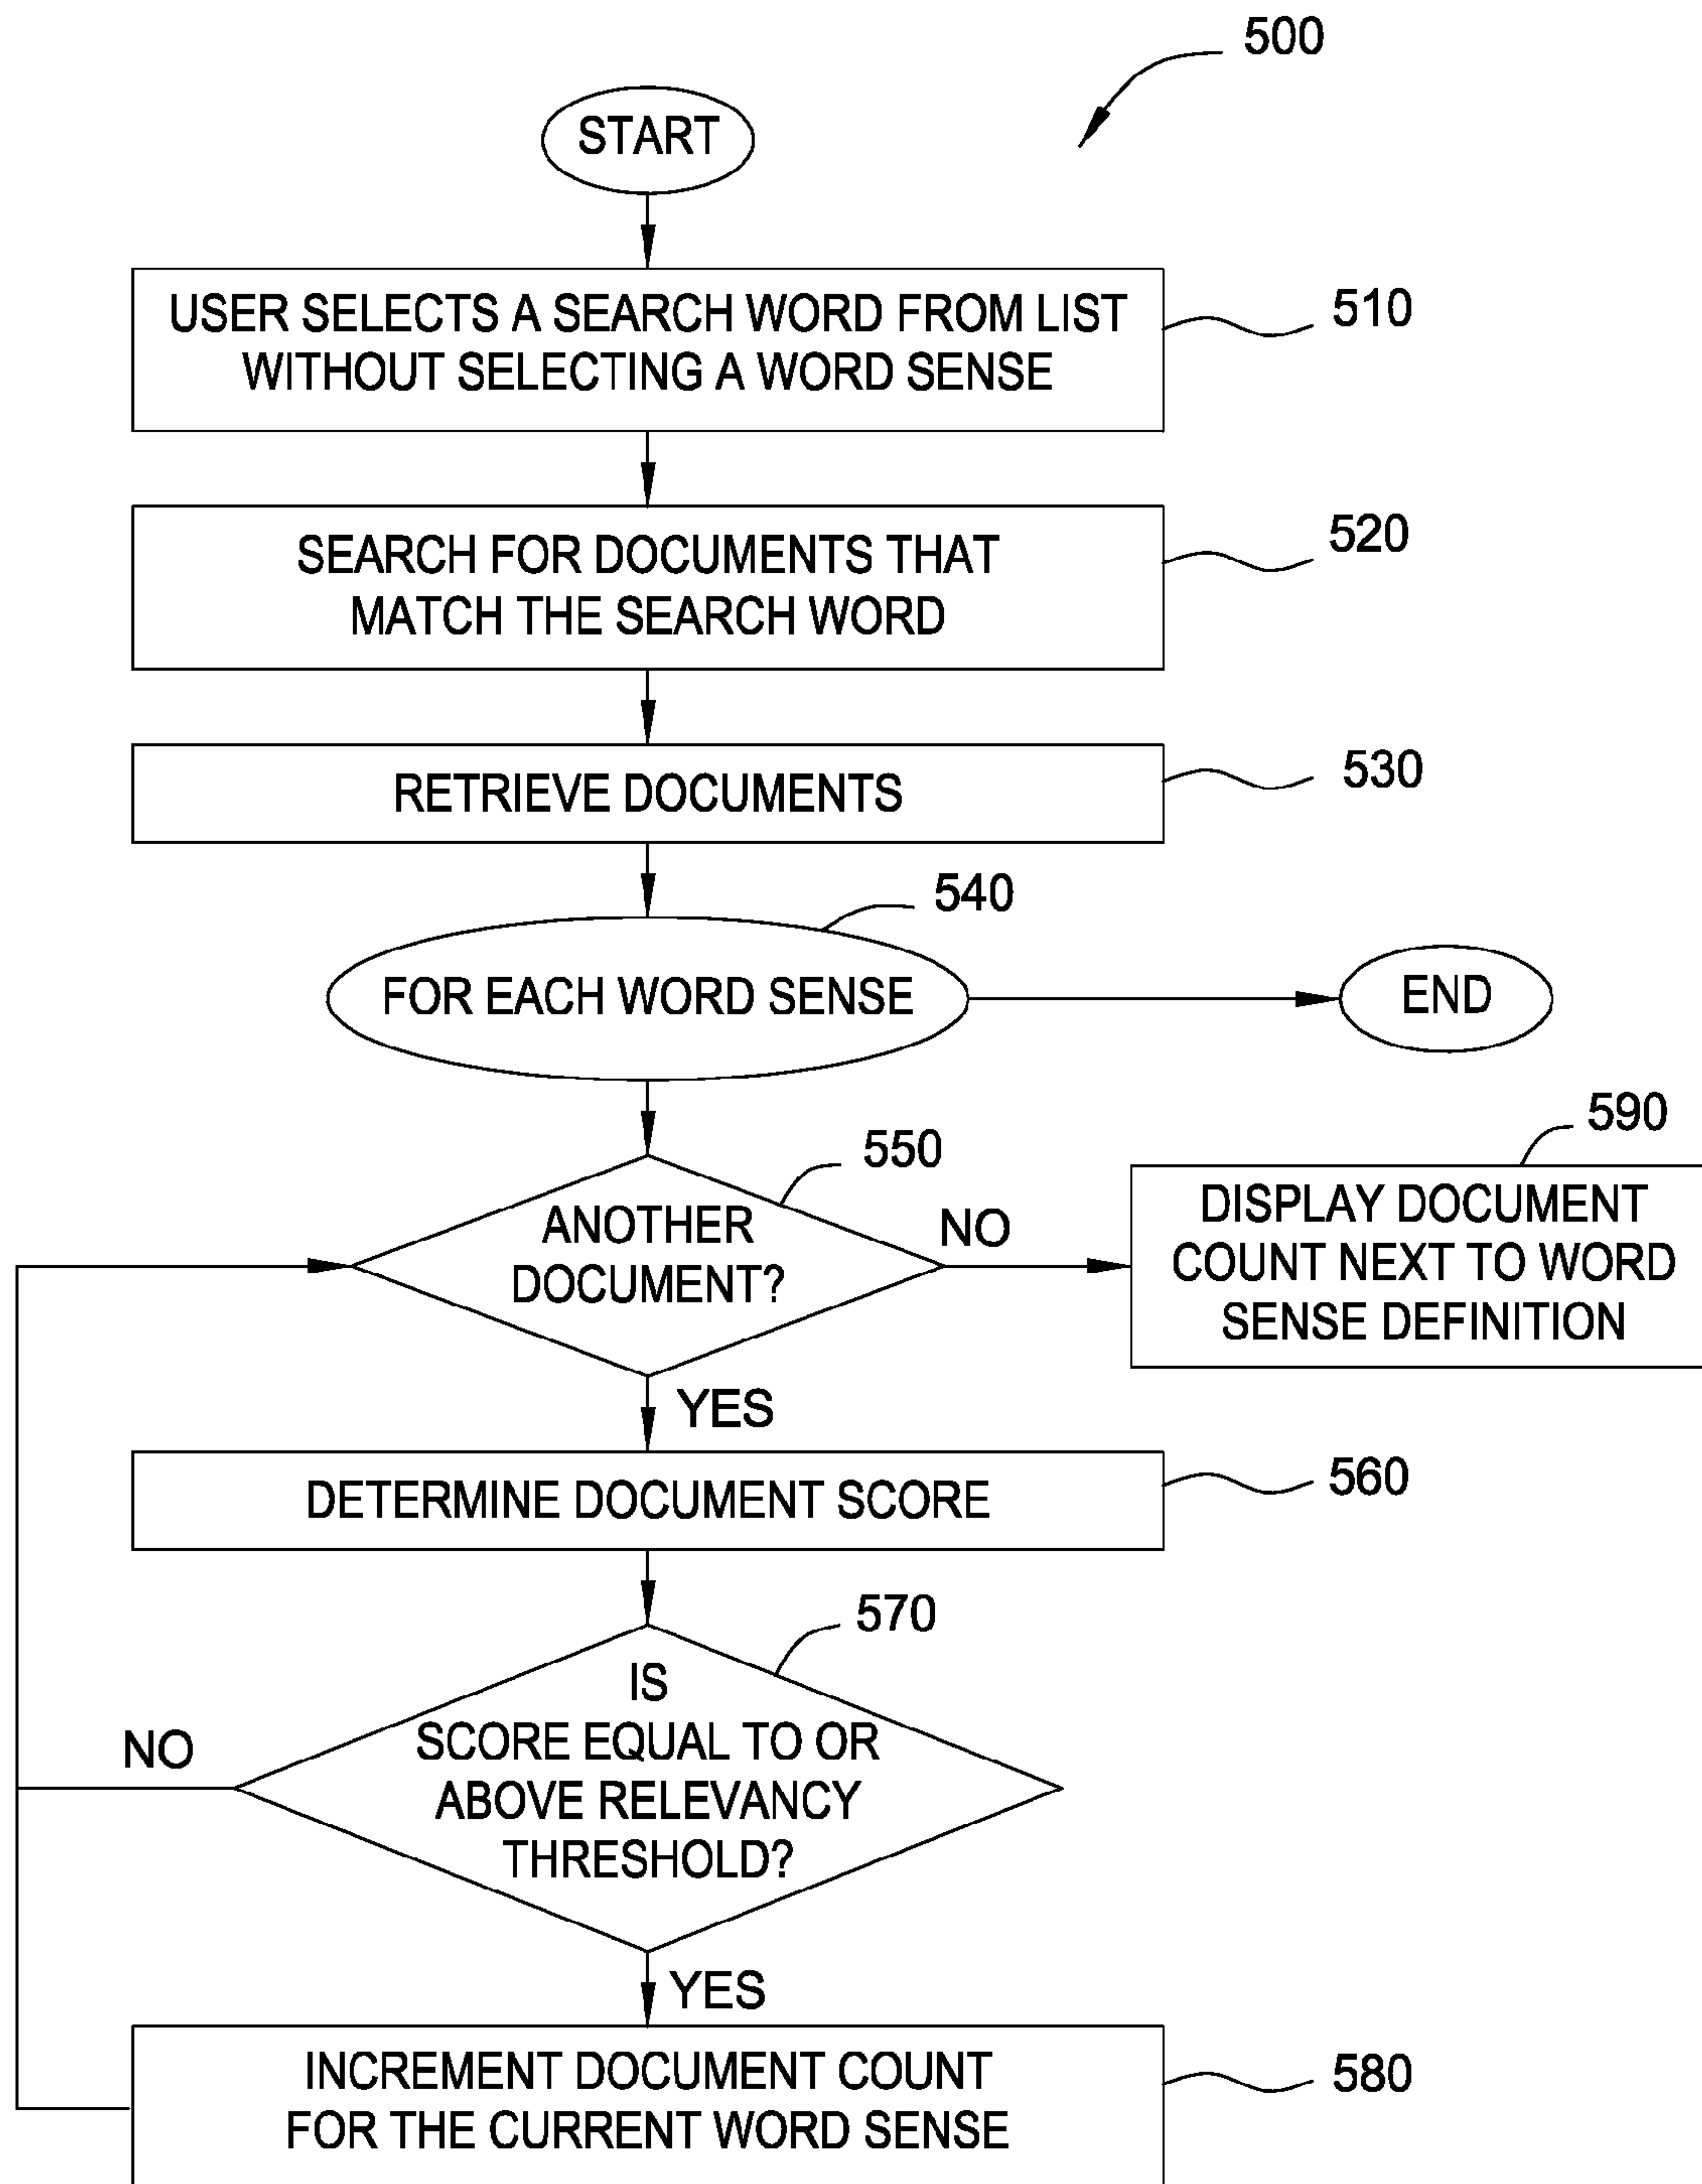 500
START
USER SELECTS A SEARCH WORD FROM LIST
WITHOUT SELECTING A WORD SENSE
510
SEARCH FOR DOCUMENTS THAT
MATCH THE SEARCH WORD
520
RETRIEVE DOCUMENTS
530
540
FOR EACH WORD SENSE
END
550
ANOTHER
DOCUMENT?
NO
590
DISPLAY DOCUMENT
COUNT NEXT TO WORD
SENSE DEFINITION
YES
DETERMINE DOCUMENT SCORE
560
570
IS
SCORE EQUAL TO OR
ABOVE RELEVANCY
THRESHOLD?
NO
YES
INCREMENT DOCUMENT COUNT
FOR THE CURRENT WORD SENSE
580